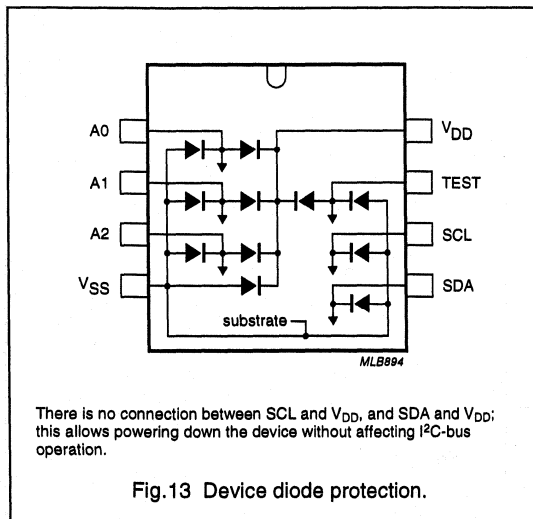 A0
A1
A2
VSS
VDD
TEST
SCL
SDA
substrate
MLB894
There is no connection between SCL and VDD, and SDA and VDD;
this allows powering down the device without affecting I²C-bus
operation.
Fig.13 Device diode protection.